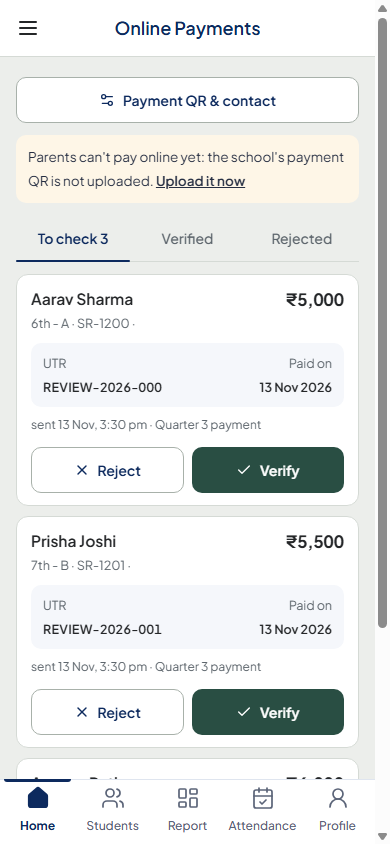 Online Payments
Payment QR & contact
Parents can't pay online yet: the school's payment
QR is not uploaded. Upload it now
To check 3 Verified Rejected
Aarav Sharma ₹5,000
6th - A · SR-1200 ·
UTR Paid on
REVIEW-2026-000 13 Nov 2026
sent 13 Nov, 3:30 pm · Quarter 3 payment
Reject Verify
Prisha Joshi ₹5,500
7th - B · SR-1201 ·
UTR Paid on
REVIEW-2026-001 13 Nov 2026
sent 13 Nov, 3:30 pm · Quarter 3 payment
Reject Verify
Home Students Report Attendance Profile